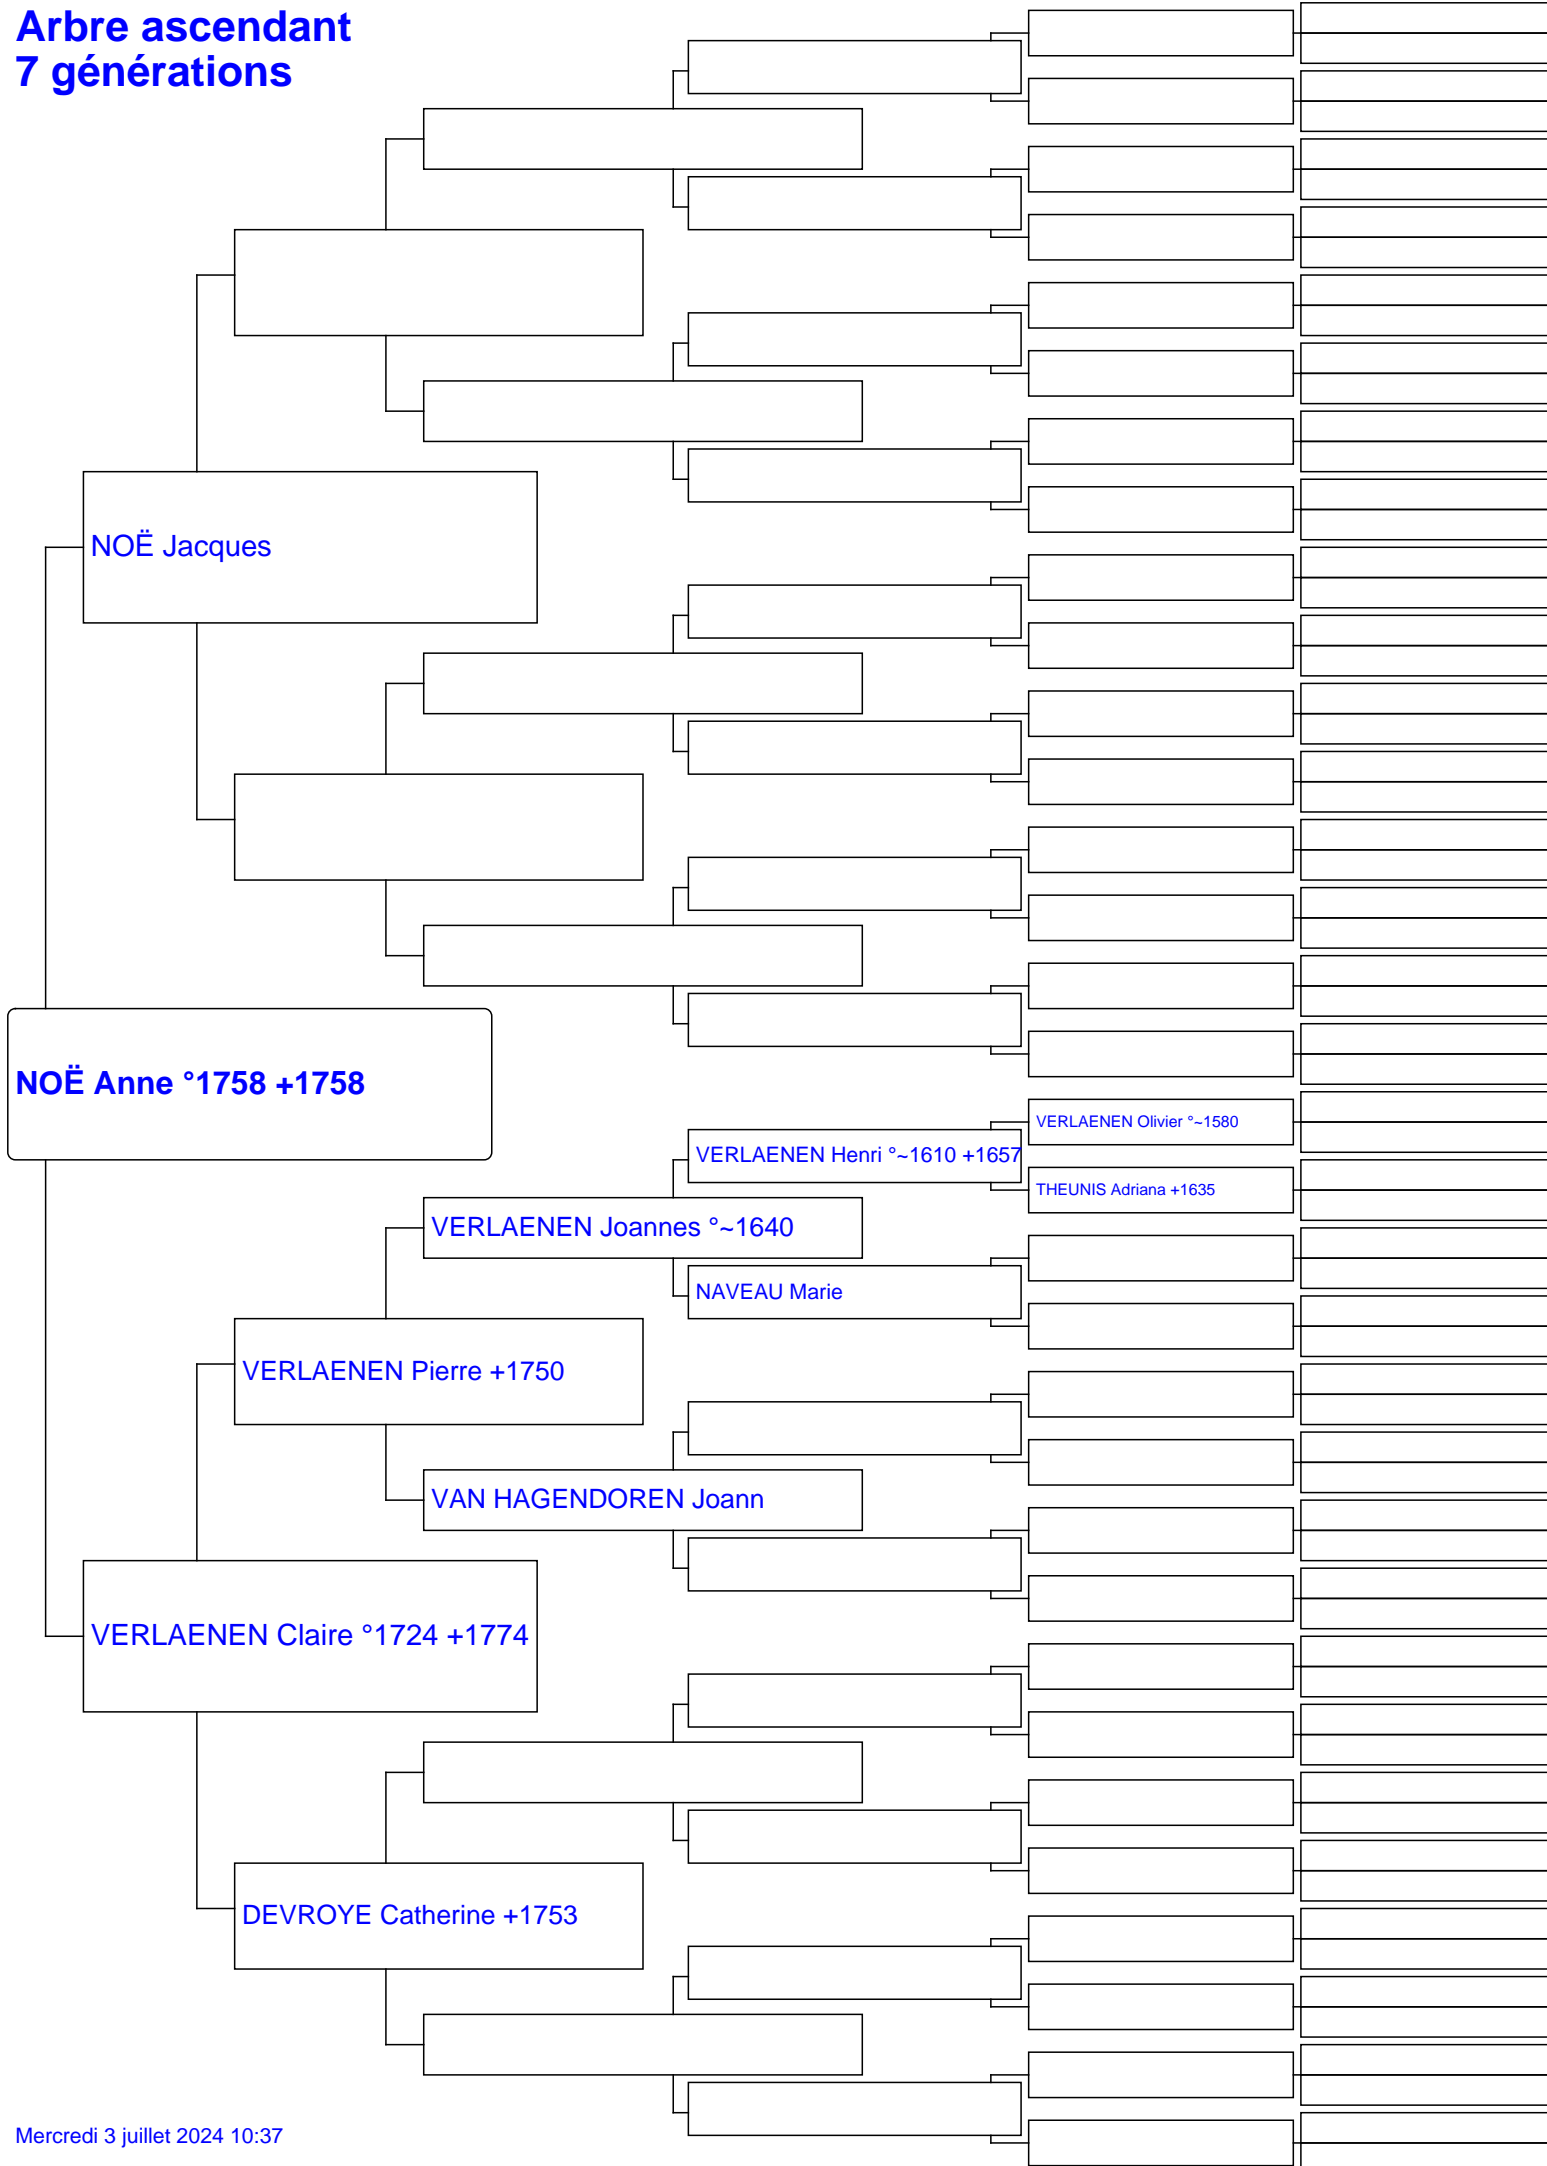 Arbre ascendant
7 générations
NOË Jacques
NOË Anne °1758 +1758
VERLAENEN Olivier °~1580
VERLAENEN Henri °~1610 +1657
THEUNIS Adriana +1635
VERLAENEN Joannes °~1640
NAVEAU Marie
VERLAENEN Pierre +1750
VAN HAGENDOREN Joann
VERLAENEN Claire °1724 +1774
DEVROYE Catherine +1753
Mercredi 3 juillet 2024 10:37